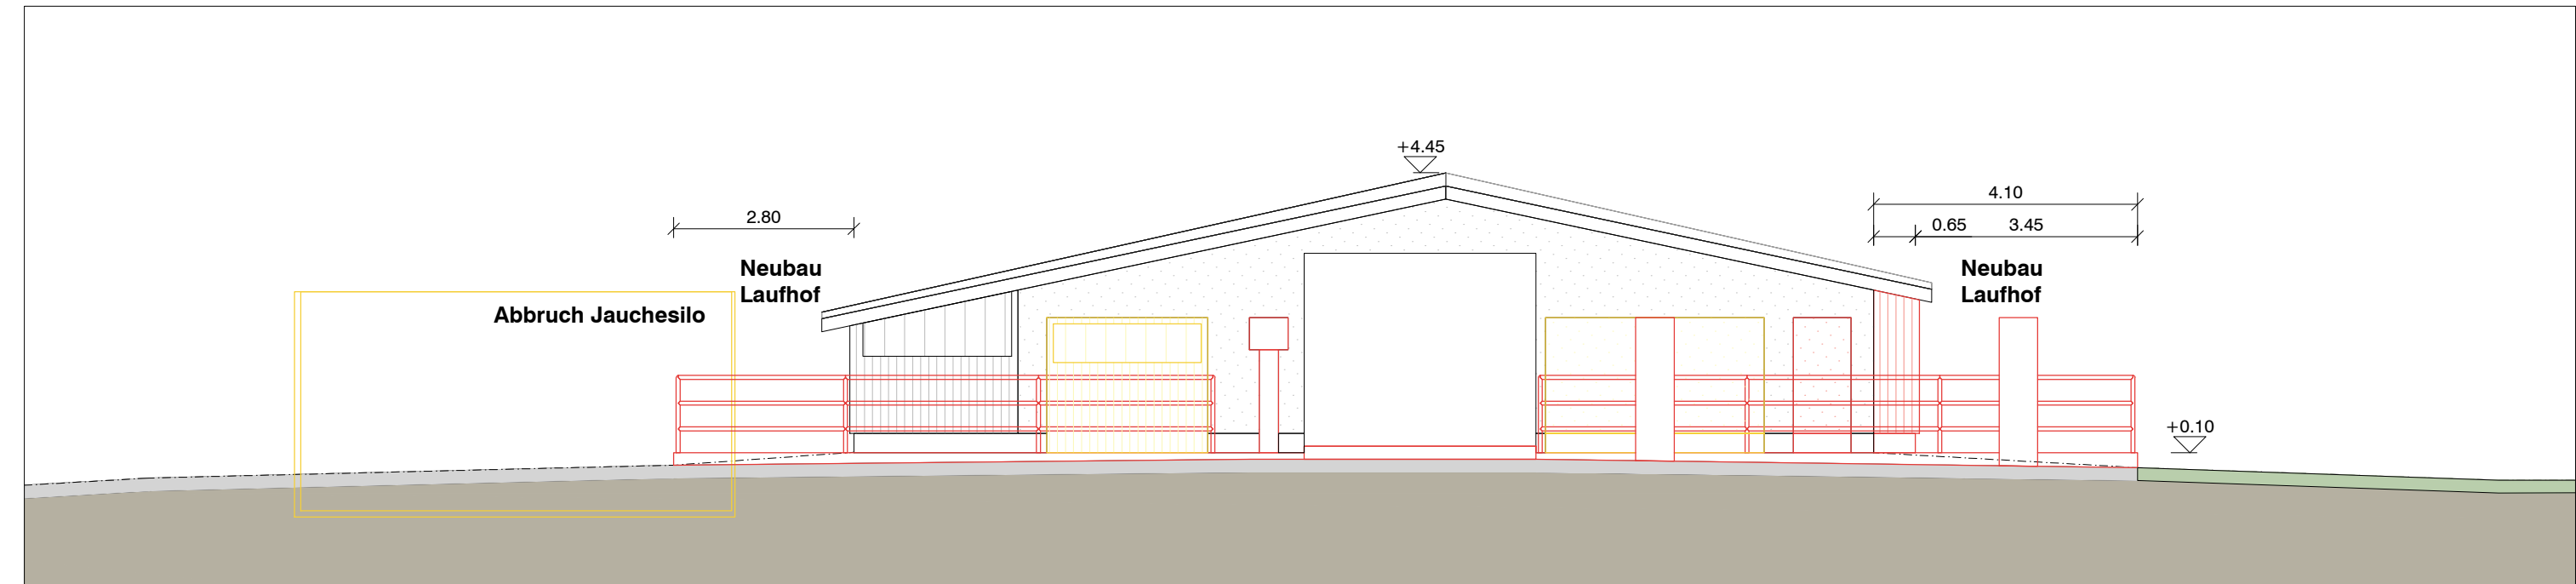 +4.45
4.10
2.80
0.65 3.45
Neubau
Laufhof
Neubau
Laufhof
Abbruch Jauchesilo
+0.10